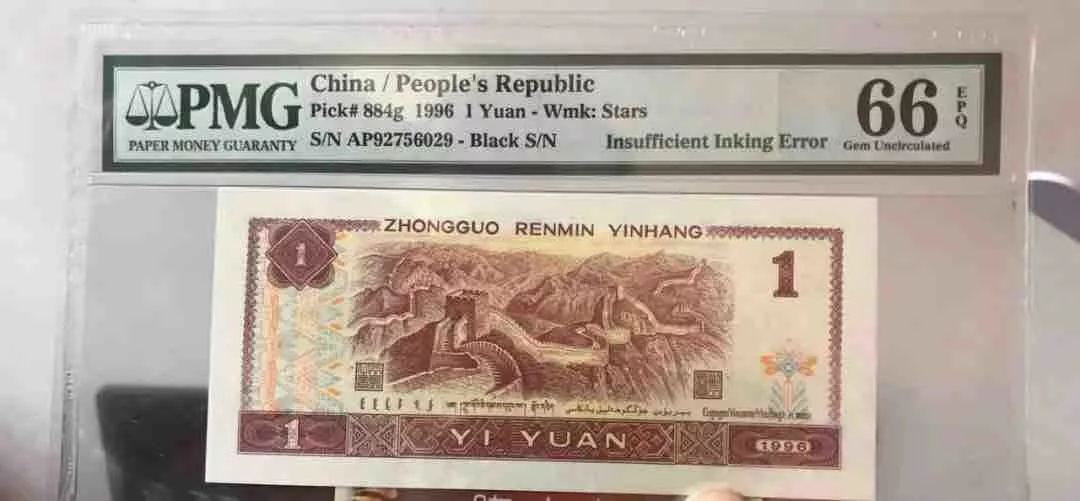 PMG
PAPER MONEY GUARANTY
China / People's Republic
Pick# 884g 1996 1 Yuan - Wmk: Stars
S/N AP92756029 - Black S/N
Insufficient Inking Error
66
EPQ
Gem Uncirculated
ZHONGGUO RENMIN YINHANG
1
1
1
YI YUAN
1996